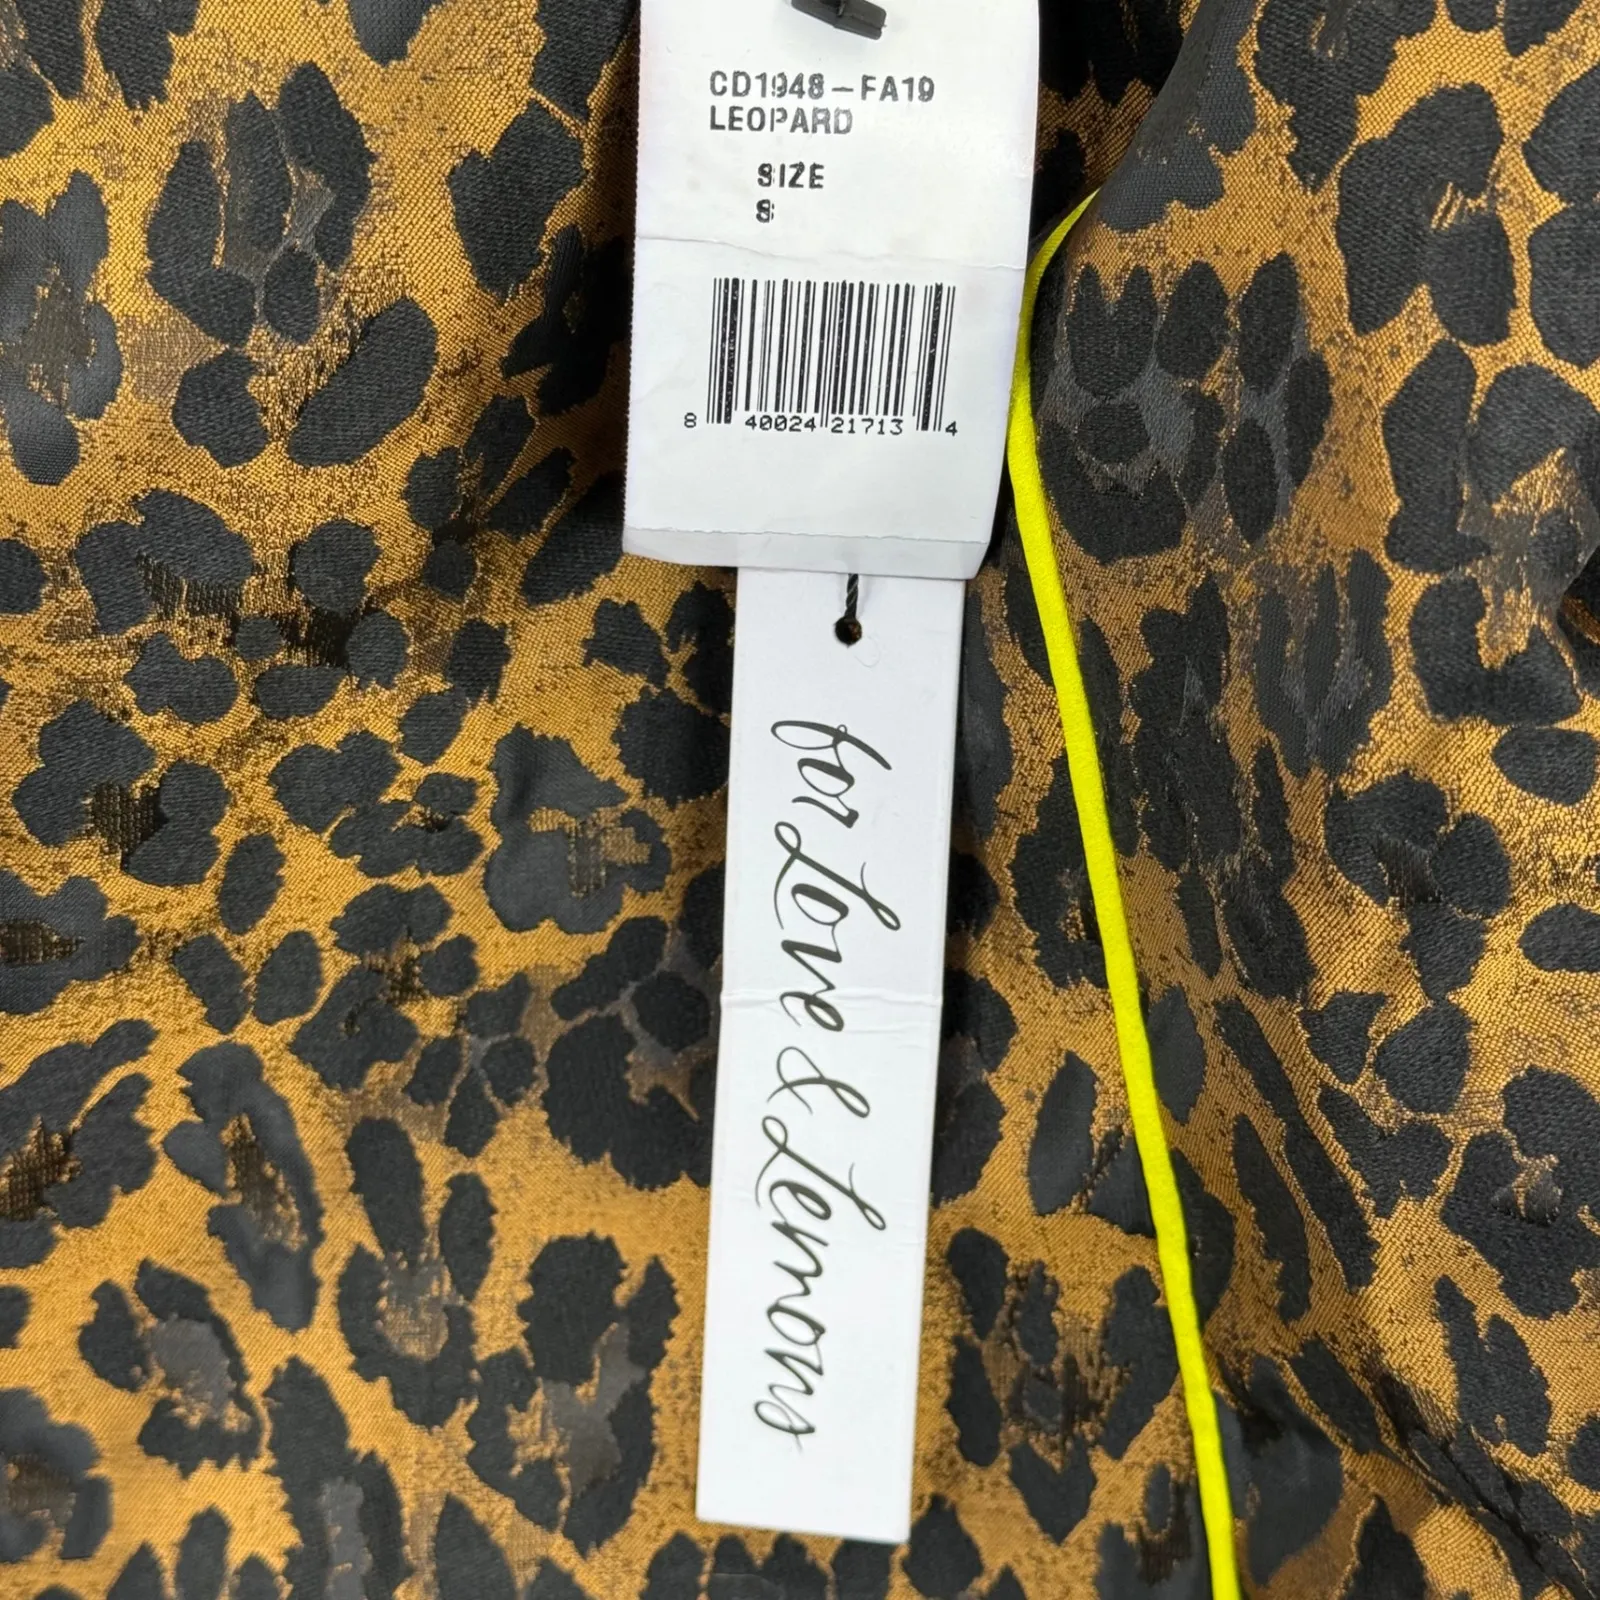 CD1948-FA19
LEOPARD
SIZE
S
8 40024 21713 4
for Love & Lemons